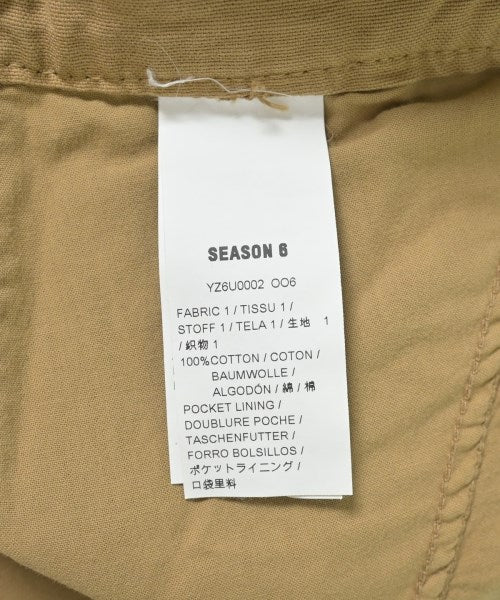 SEASON 6
YZ6U0002 OO6
FABRIC 1 / TISSU 1 /
STOFF 1 / TELA 1 / 生地 1
/ 织物 1
100%COTTON / COTON /
BAUMWOLLE /
ALGODÓN / 綿 / 棉
POCKET LINING /
DOUBLURE POCHE /
TASCHENFUTTER /
FORRO BOLSILLOS /
ポケットライニング /
口袋里料